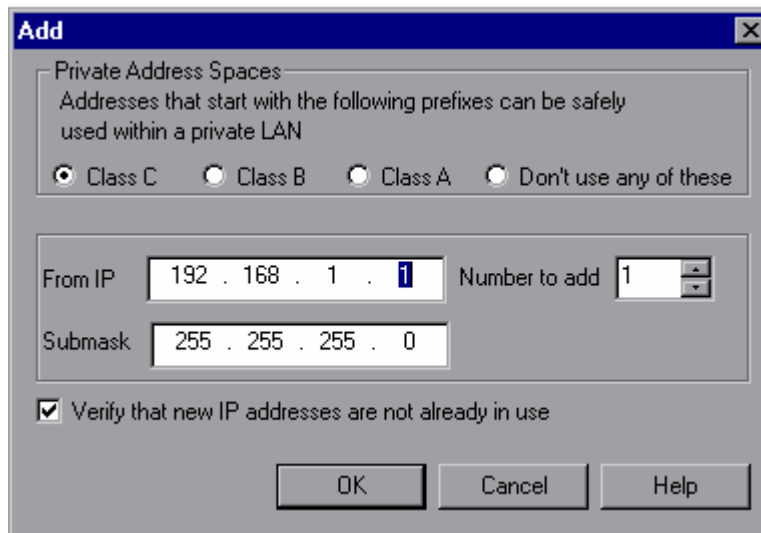 Add
Private Address Spaces
Addresses that start with the following prefixes can be safely
used within a private LAN
Class C Class B Class A Don't use any of these
From IP 192 . 168 . 1 . 1 Number to add 1
Submask 255 . 255 . 255 . 0
Verify that new IP addresses are not already in use
OK Cancel Help